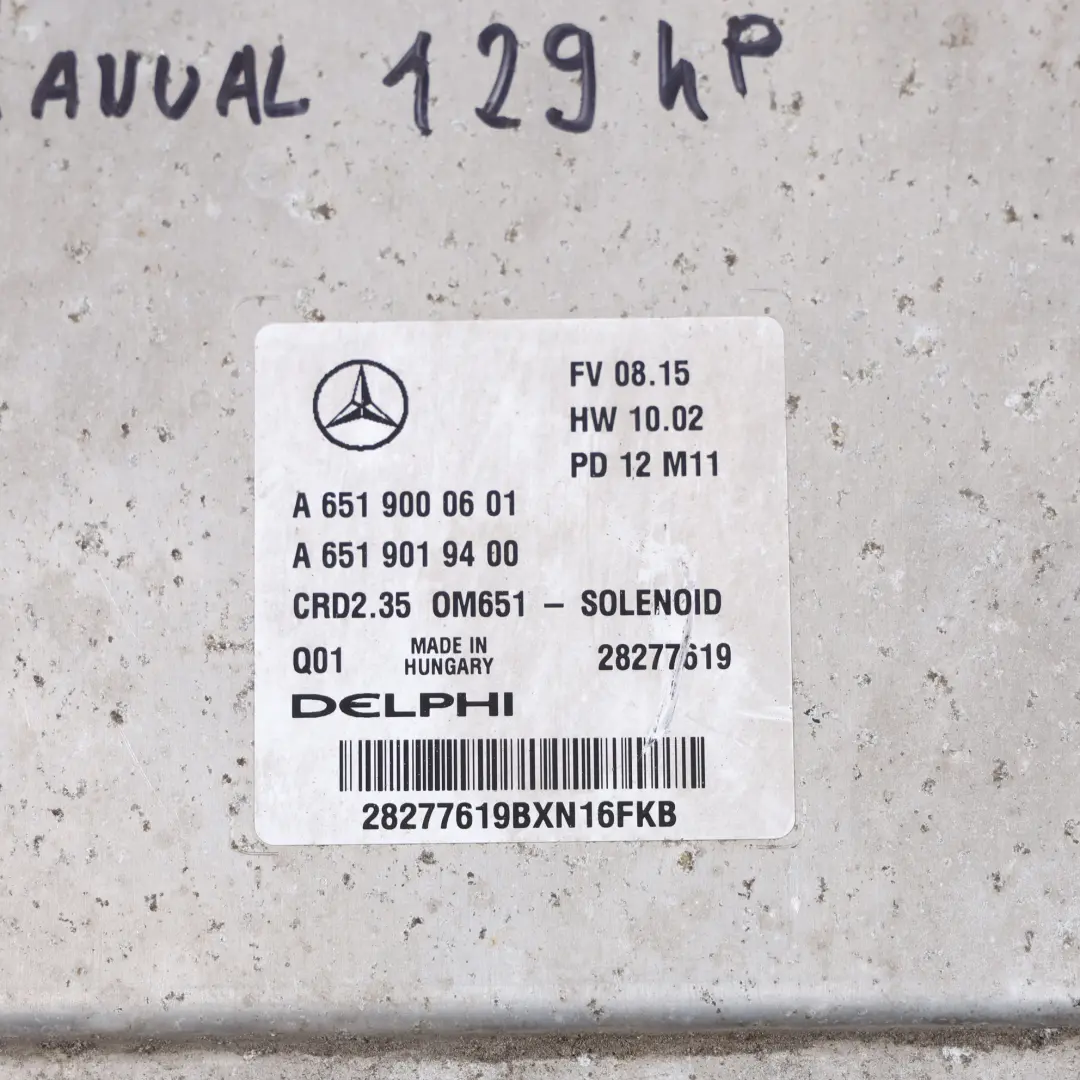 ANUAL 129 hP
FV 08.15
HW 10.02
PD 12 M11
A 651 900 06 01
A 651 901 94 00
CRD2.35 OM651 – SOLENOID
Q01 MADE IN HUNGARY 28277619
DELPHI
28277619BXN16FKB